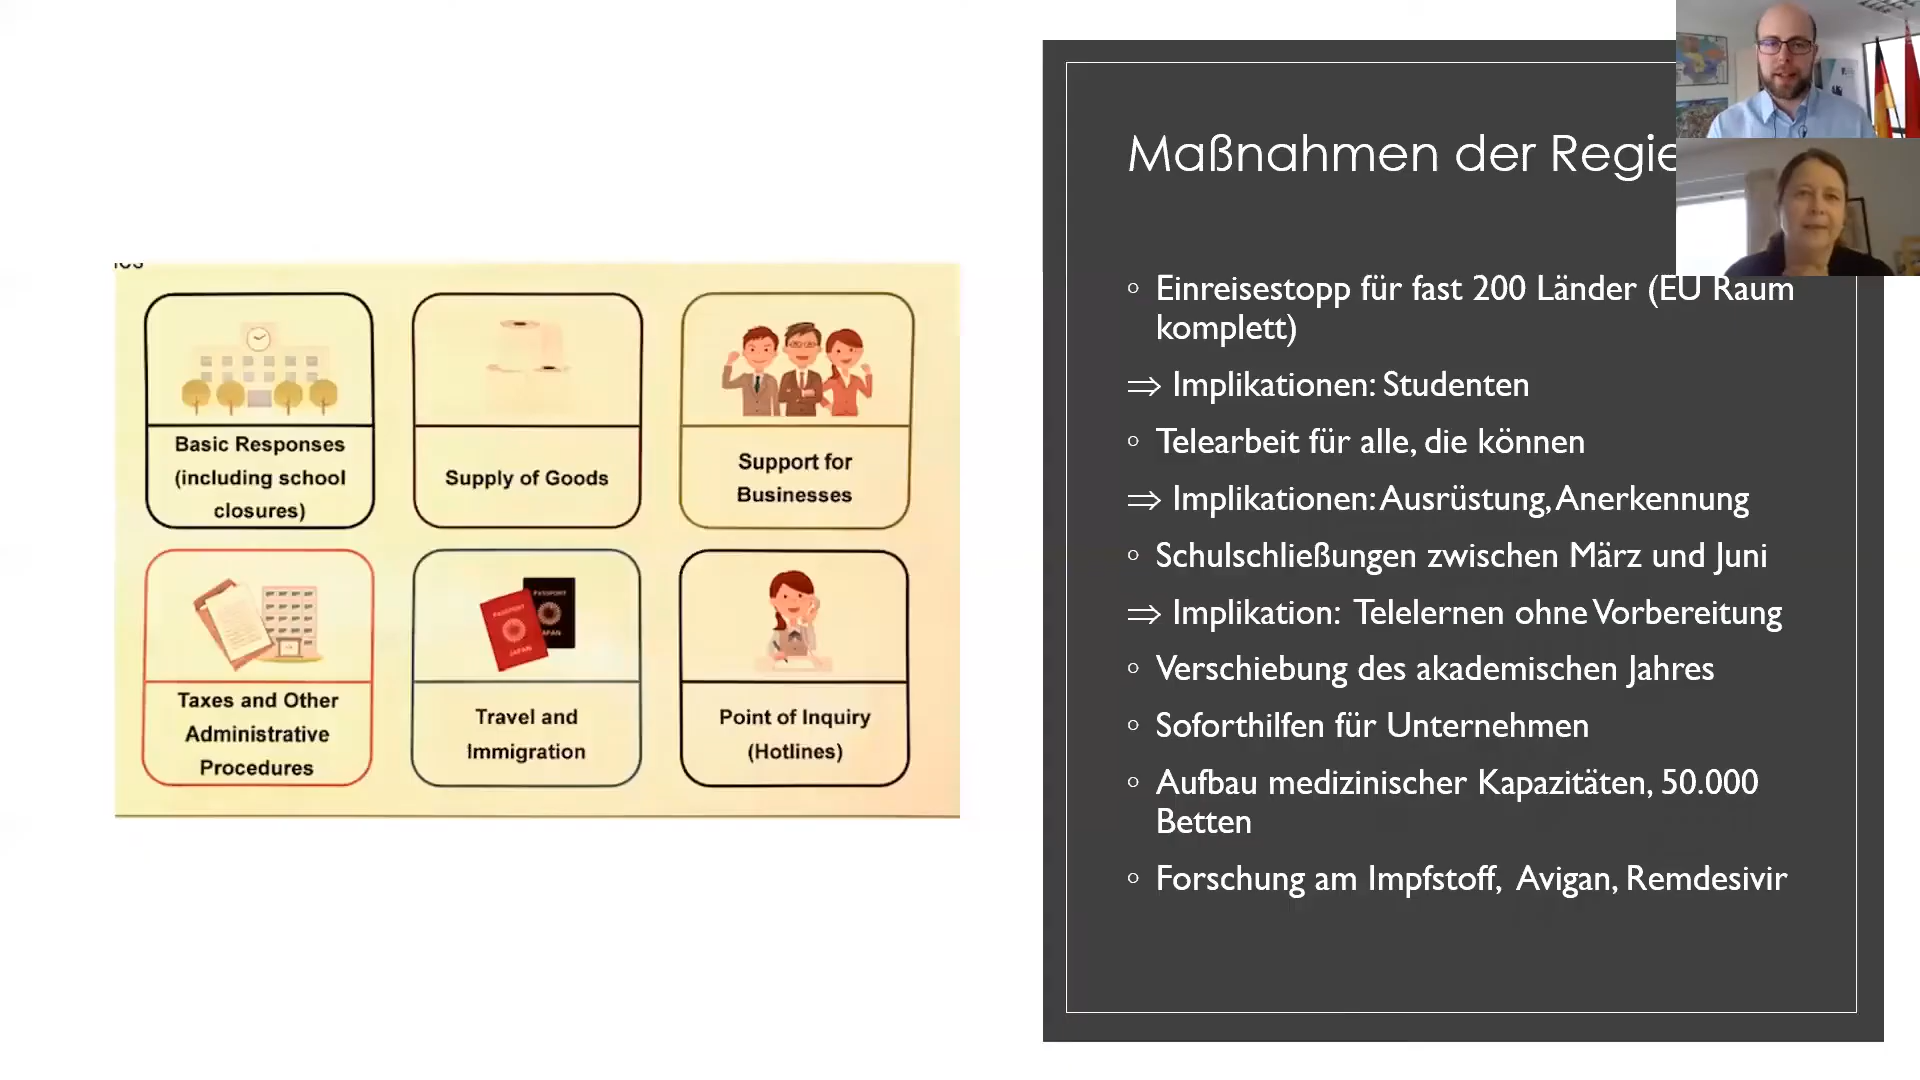 Basic Responses
(including school
closures)
Supply of Goods
Support for
Businesses
Taxes and Other
Administrative
Procedures
PASSPORT
JAPAN
PASSPORT
Travel and
Immigration
Point of Inquiry
(Hotlines)
Maßnahmen der Regie
◦ Einreisestopp für fast 200 Länder (EU Raum
komplett)
⇒ Implikationen: Studenten
◦ Telearbeit für alle, die können
⇒ Implikationen: Ausrüstung, Anerkennung
◦ Schulschließungen zwischen März und Juni
⇒ Implikation: Telelernen ohne Vorbereitung
◦ Verschiebung des akademischen Jahres
◦ Soforthilfen für Unternehmen
◦ Aufbau medizinischer Kapazitäten, 50.000
Betten
◦ Forschung am Impfstoff, Avigan, Remdesivir